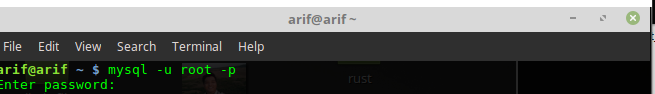 arif@arif ~
File Edit View Search Terminal Help
arif@arif ~ $ mysql -u root -p
Enter password:
rust